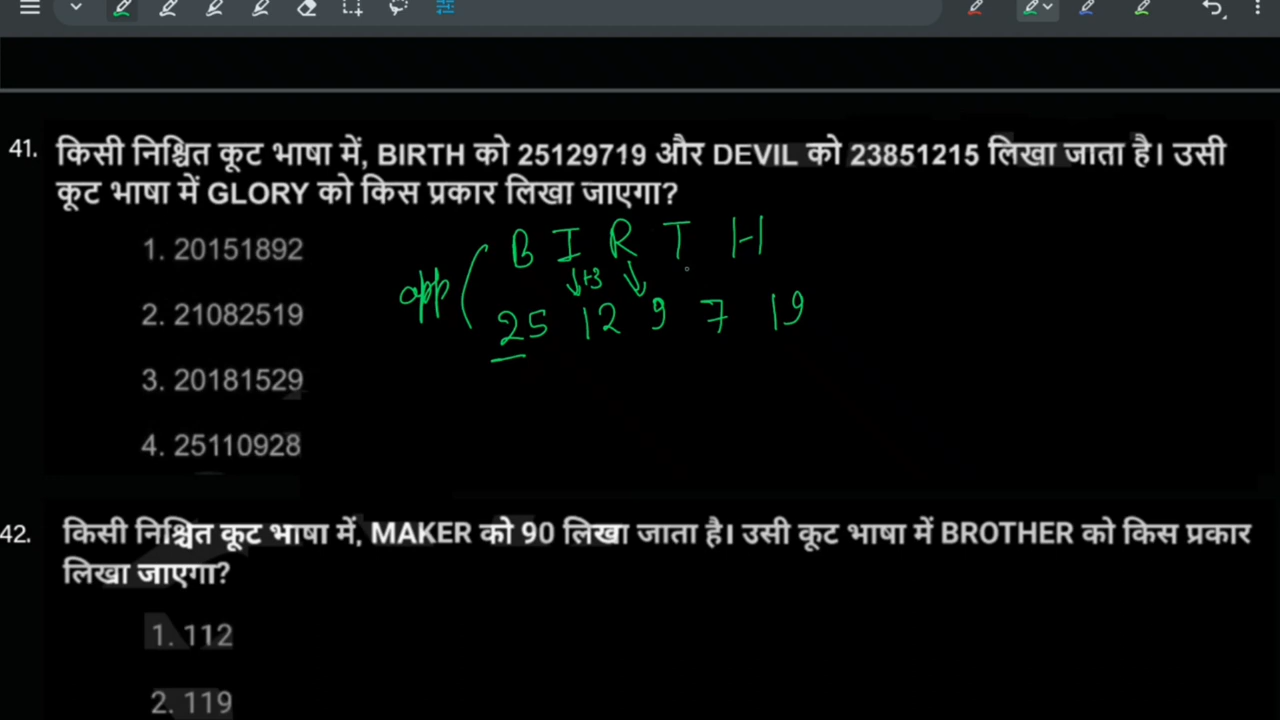 41. किसी निश्चित कूट भाषा में, BIRTH को 25129719 और DEVIL को 23851215 लिखा जाता है। उसी
कूट भाषा में GLORY को किस प्रकार लिखा जाएगा?
1. 20151892
2. 21082519
3. 20181529
4. 25110928
B I R T H
+3
opp
25 12 9 7 19
42. किसी निश्चित कूट भाषा में, MAKER को 90 लिखा जाता है। उसी कूट भाषा में BROTHER को किस प्रकार
लिखा जाएगा?
1. 112
2. 119